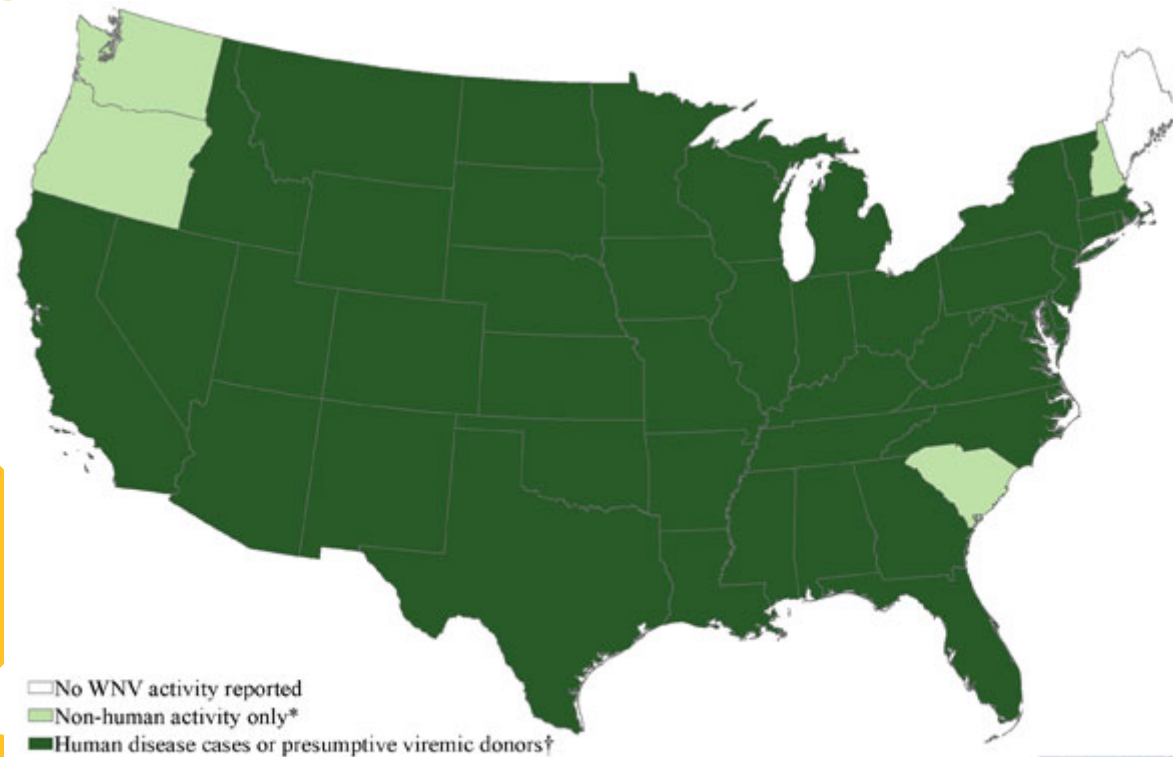 No WNV activity reported
Non-human activity only*
Human disease cases or presumptive viremic donors†